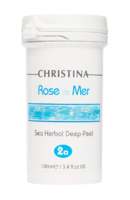 CHRISTINA
Rose de Mer
Sea Herbal Deep Peel
2a
100ml / 3.4 fl.oz ℮